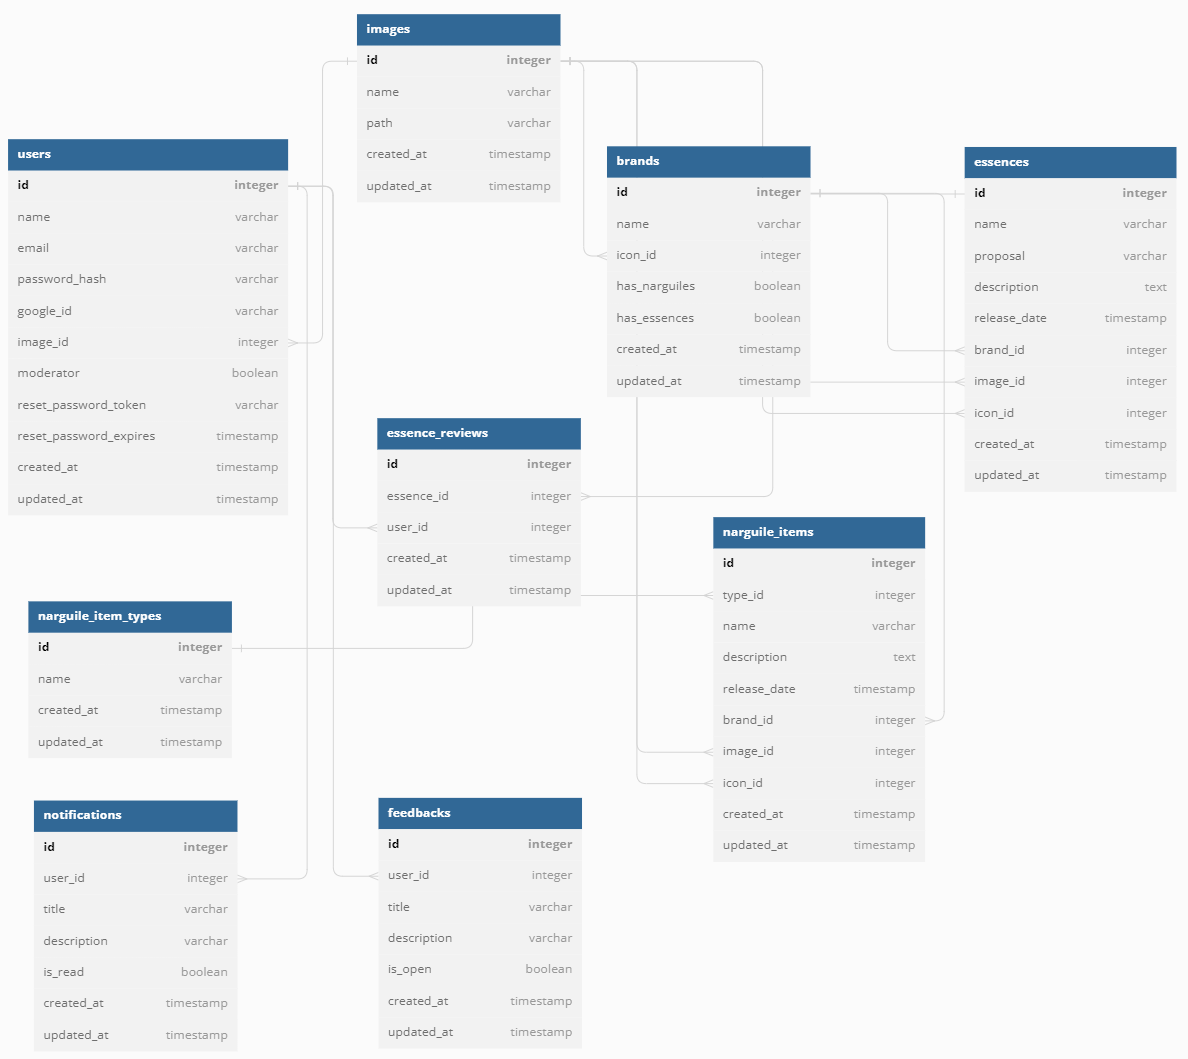 images
id integer
name varchar
path varchar
created_at timestamp
updated_at timestamp
users
id integer
name varchar
email varchar
password_hash varchar
google_id varchar
image_id integer
moderator boolean
reset_password_token varchar
reset_password_expires timestamp
created_at timestamp
updated_at timestamp
brands
id integer
name varchar
icon_id integer
has_narguiles boolean
has_essences boolean
created_at timestamp
updated_at timestamp
essences
id integer
name varchar
proposal varchar
description text
release_date timestamp
brand_id integer
image_id integer
icon_id integer
created_at timestamp
updated_at timestamp
essence_reviews
id integer
essence_id integer
user_id integer
created_at timestamp
updated_at timestamp
narguile_items
id integer
type_id integer
name varchar
description text
release_date timestamp
brand_id integer
image_id integer
icon_id integer
created_at timestamp
updated_at timestamp
narguile_item_types
id integer
name varchar
created_at timestamp
updated_at timestamp
notifications
id integer
user_id integer
title varchar
description varchar
is_read boolean
created_at timestamp
updated_at timestamp
feedbacks
id integer
user_id integer
title varchar
description varchar
is_open boolean
created_at timestamp
updated_at timestamp